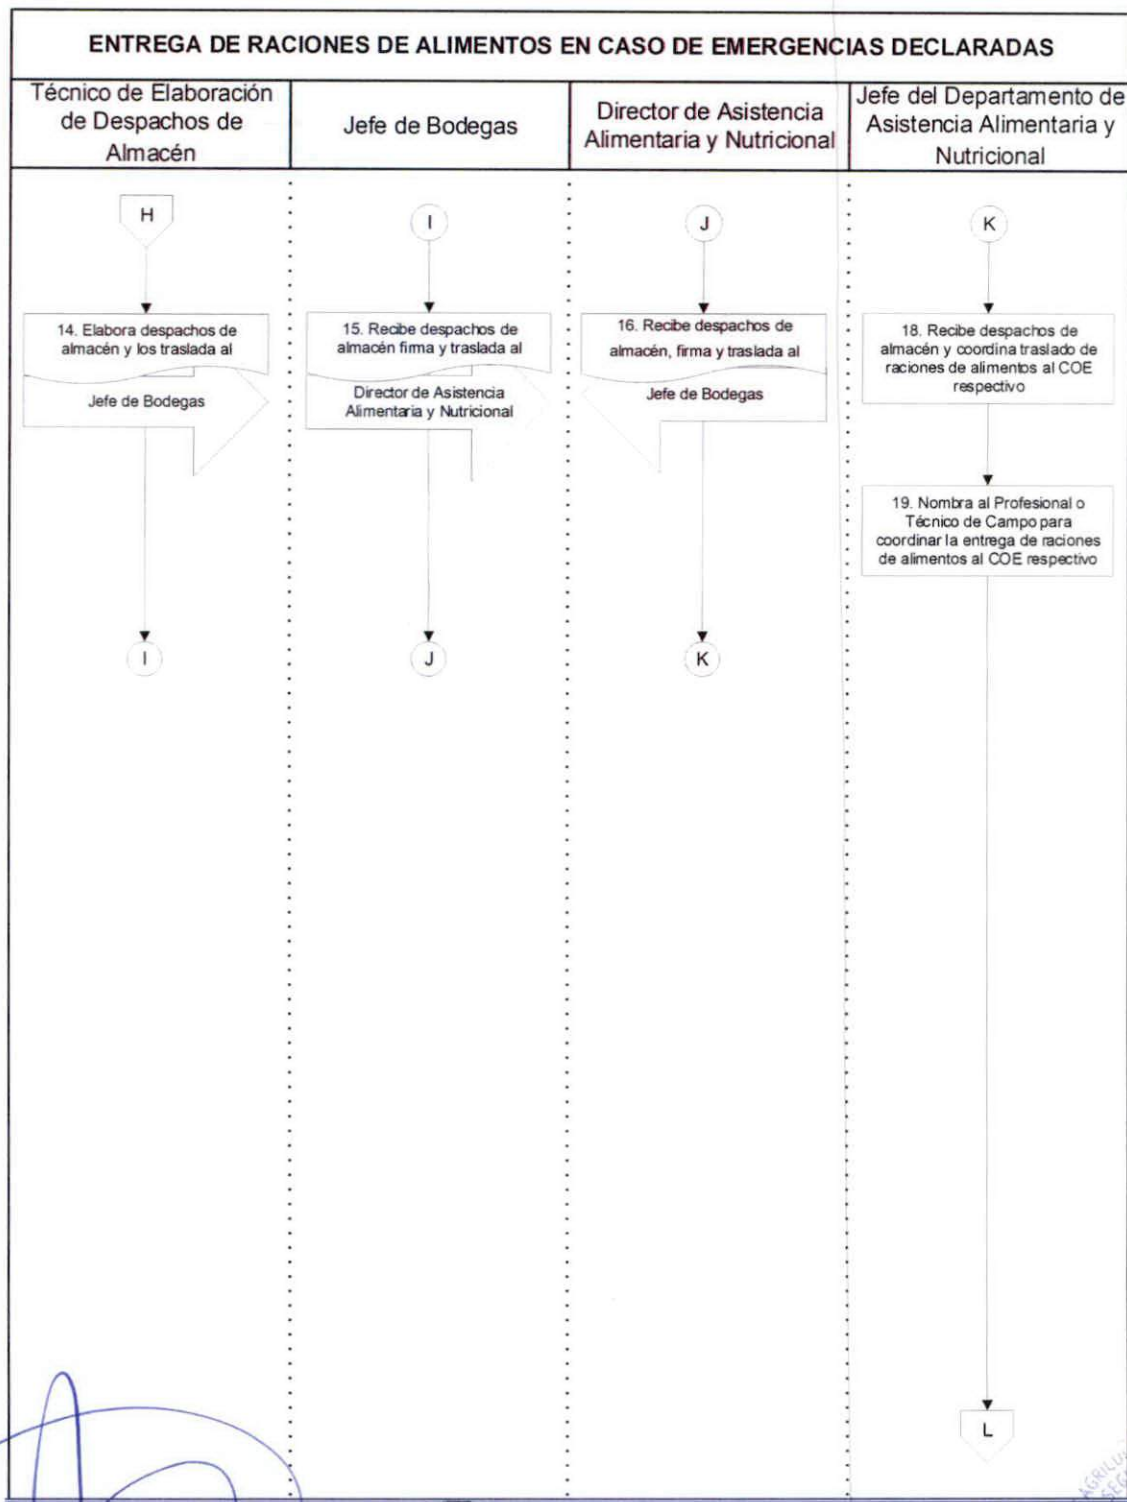 ENTREGA DE RACIONES DE ALIMENTOS EN CASO DE EMERGENCIAS DECLARADAS
Técnico de Elaboración
de Despachos de
Almacén
Jefe de Bodegas
Director de Asistencia
Alimentaria y Nutricional
Jefe del Departamento de
Asistencia Alimentaria y
Nutricional
H
14. Elabora despachos de
almacén y los traslada al
Jefe de Bodegas
I
I
15. Recibe despachos de
almacén firma y traslada al
Director de Asistencia
Alimentaria y Nutricional
J
J
16. Recibe despachos de
almacén, firma y traslada al
Jefe de Bodegas
K
K
18. Recibe despachos de
almacén y coordina traslado de
raciones de alimentos al COE
respectivo
19. Nombra al Profesional o
Técnico de Campo para
coordinar la entrega de raciones
de alimentos al COE respectivo
L